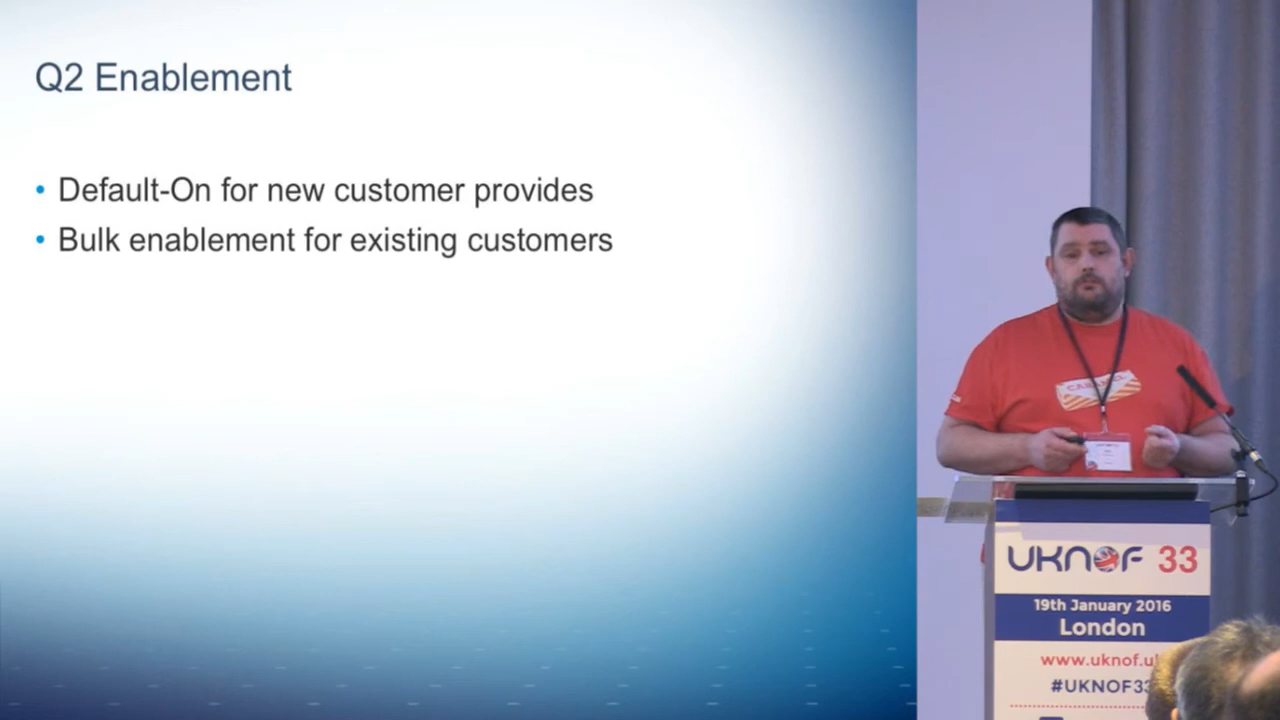 Q2 Enablement
• Default-On for new customer provides
• Bulk enablement for existing customers
UKNOF 33
19th January 2016
London
www.uknof.u
#UKNOF33